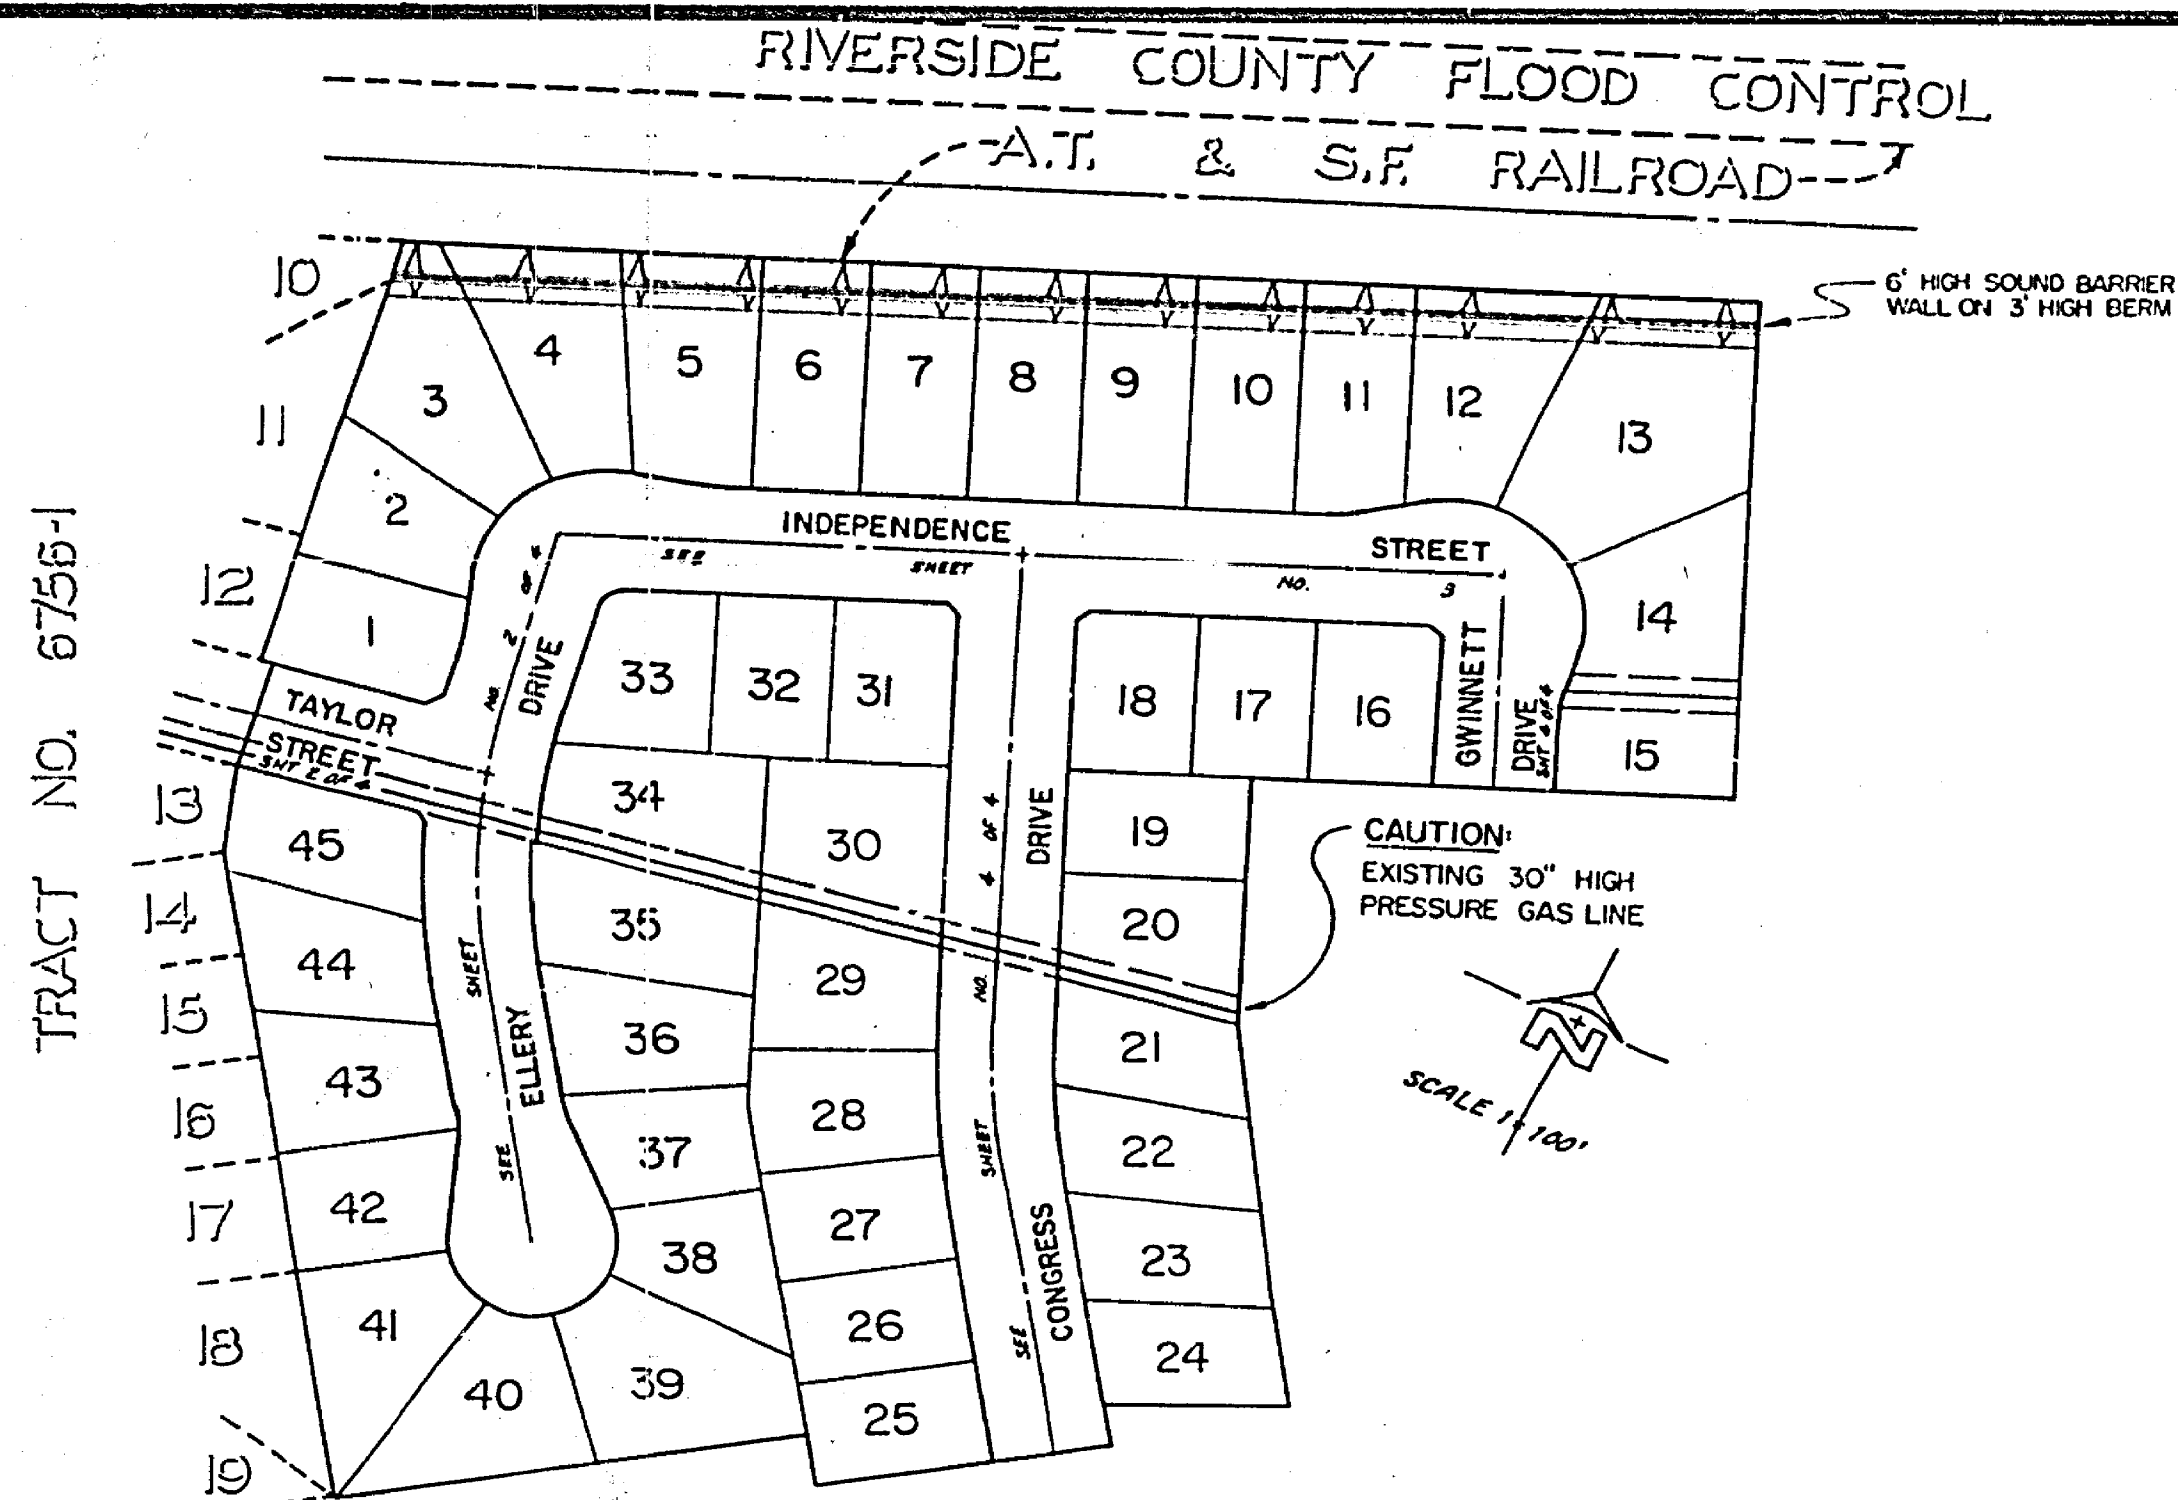 RIVERSIDE COUNTY FLOOD CONTROL
A.T. & S.F. RAILROAD
6' HIGH SOUND BARRIER
WALL ON 3' HIGH BERM
TRACT NO. 6756-1
10
11
12
13
14
15
16
17
18
19
1
2
3
4
5
6
7
8
9
10
11
12
13
14
15
INDEPENDENCE STREET
SEE SHEET NO. 3
33
32
31
18
17
16
GWINNETT
DRIVE
SHT 4 OF 4
TAYLOR
STREET
SHT 2 OF 4
DRIVE
NO. 2 OF 4
ELLERY
SEE SHEET
34
35
36
37
38
39
40
41
42
43
44
45
30
29
28
27
26
25
DRIVE
CONGRESS
SEE SHEET NO. 4 OF 4
19
20
21
22
23
24
CAUTION:
EXISTING 30" HIGH
PRESSURE GAS LINE
N
SCALE 1"=100'